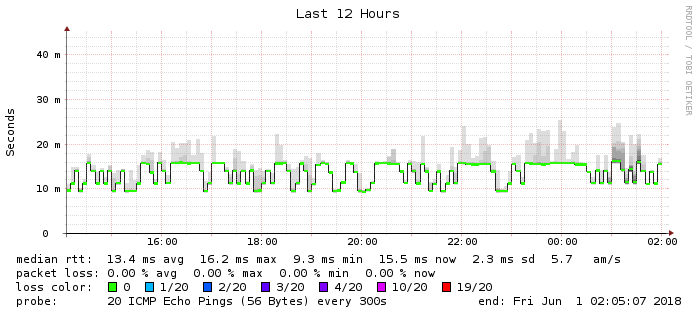 Last 12 Hours
RRDTOOL / TOBI OETIKER
Seconds
40 m
30 m
20 m
10 m
0
16:00 18:00 20:00 22:00 00:00 02:00
median rtt: 13.4 ms avg 16.2 ms max 9.3 ms min 15.5 ms now 2.3 ms sd 5.7 am/s
packet loss: 0.00 % avg 0.00 % max 0.00 % min 0.00 % now
loss color: 0 1/20 2/20 3/20 4/20 10/20 19/20
probe: 20 ICMP Echo Pings (56 Bytes) every 300s end: Fri Jun 1 02:05:07 2018